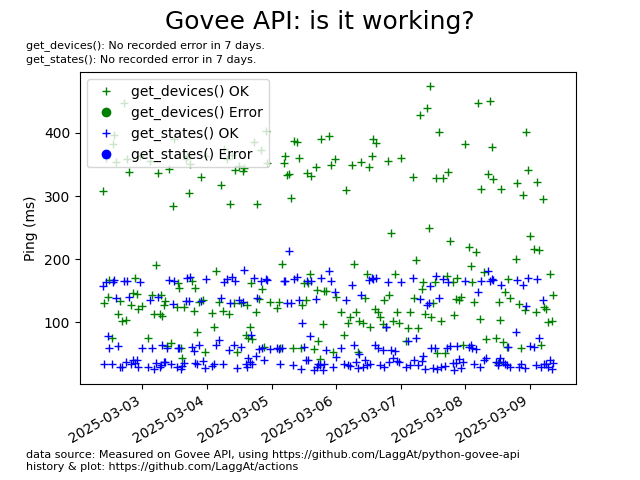 Govee API: is it working?
get_devices(): No recorded error in 7 days.
get_states(): No recorded error in 7 days.
get_devices() OK
get_devices() Error
get_states() OK
get_states() Error
Ping (ms)
400
300
200
100
2025-03-03
2025-03-04
2025-03-05
2025-03-06
2025-03-07
2025-03-08
2025-03-09
data source: Measured on Govee API, using https://github.com/LaggAt/python-govee-api
history & plot: https://github.com/LaggAt/actions